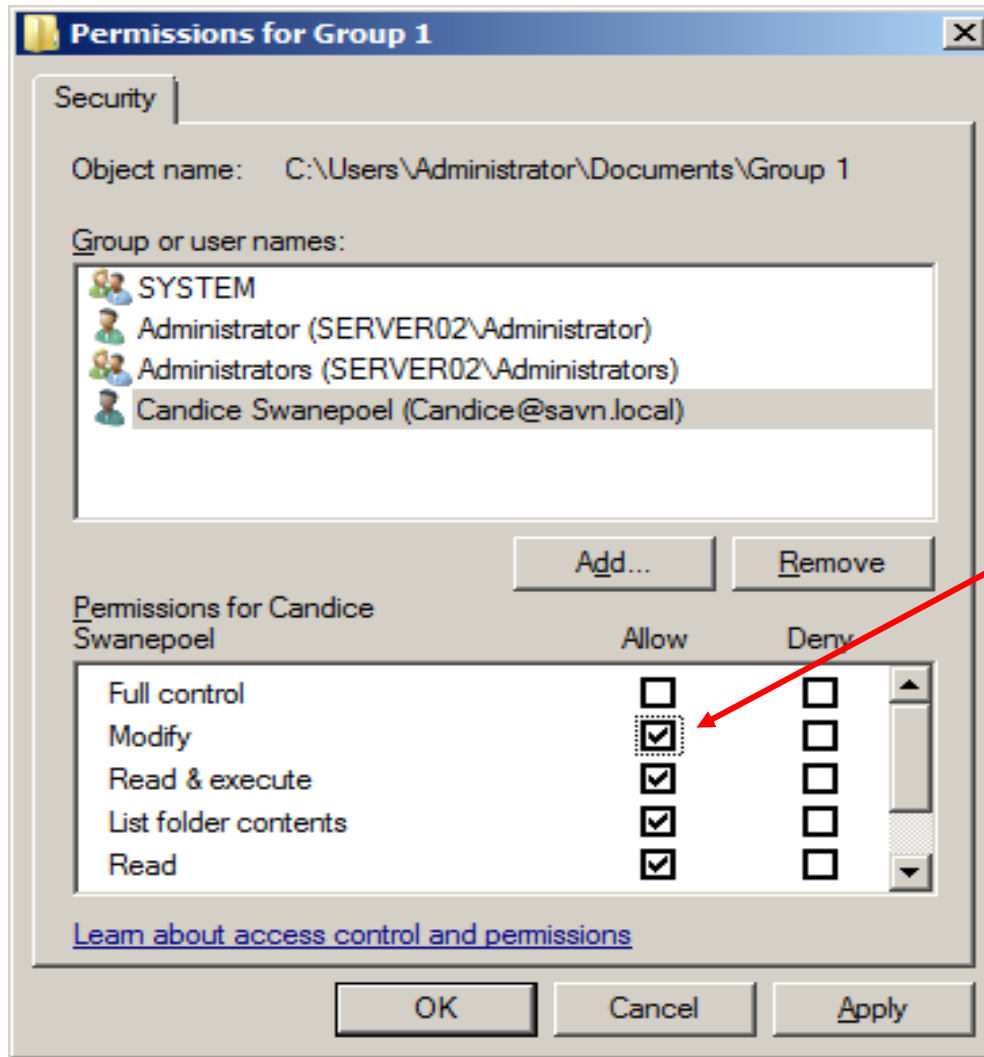 Permissions for Group 1
Security
Object name: C:\Users\Administrator\Documents\Group 1
Group or user names:
SYSTEM
Administrator (SERVER02\Administrator)
Administrators (SERVER02\Administrators)
Candice Swanepoel (Candice@savn.local)
Add... Remove
Permissions for Candice
Swanepoel Allow Deny
Full control
Modify
Read & execute
List folder contents
Read
Learn about access control and permissions
OK Cancel Apply